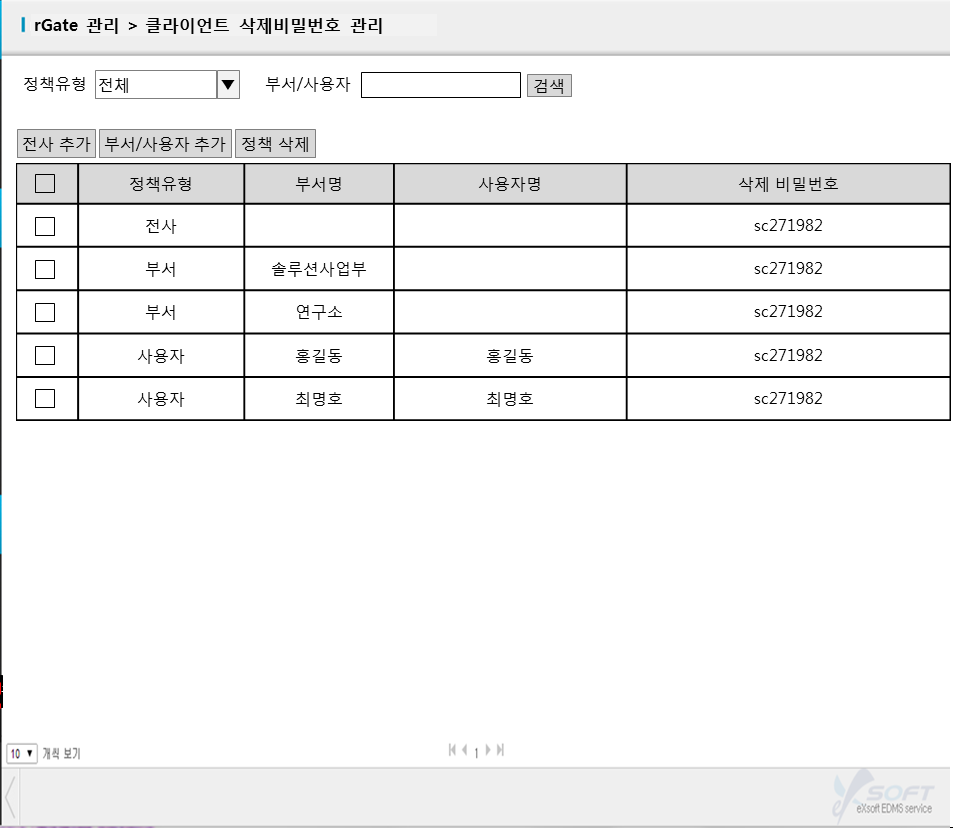 rGate 관리 > 클라이언트 삭제비밀번호 관리
정책유형 전체 ▼ 부서/사용자 검색
전사 추가 부서/사용자 추가 정책 삭제
정책유형 부서명 사용자명 삭제 비밀번호
전사 sc271982
부서 솔루션사업부 sc271982
부서 연구소 sc271982
사용자 홍길동 홍길동 sc271982
사용자 최명호 최명호 sc271982
10 ▼ 개씩 보기 1
SOFT
eXsoft EDMS service